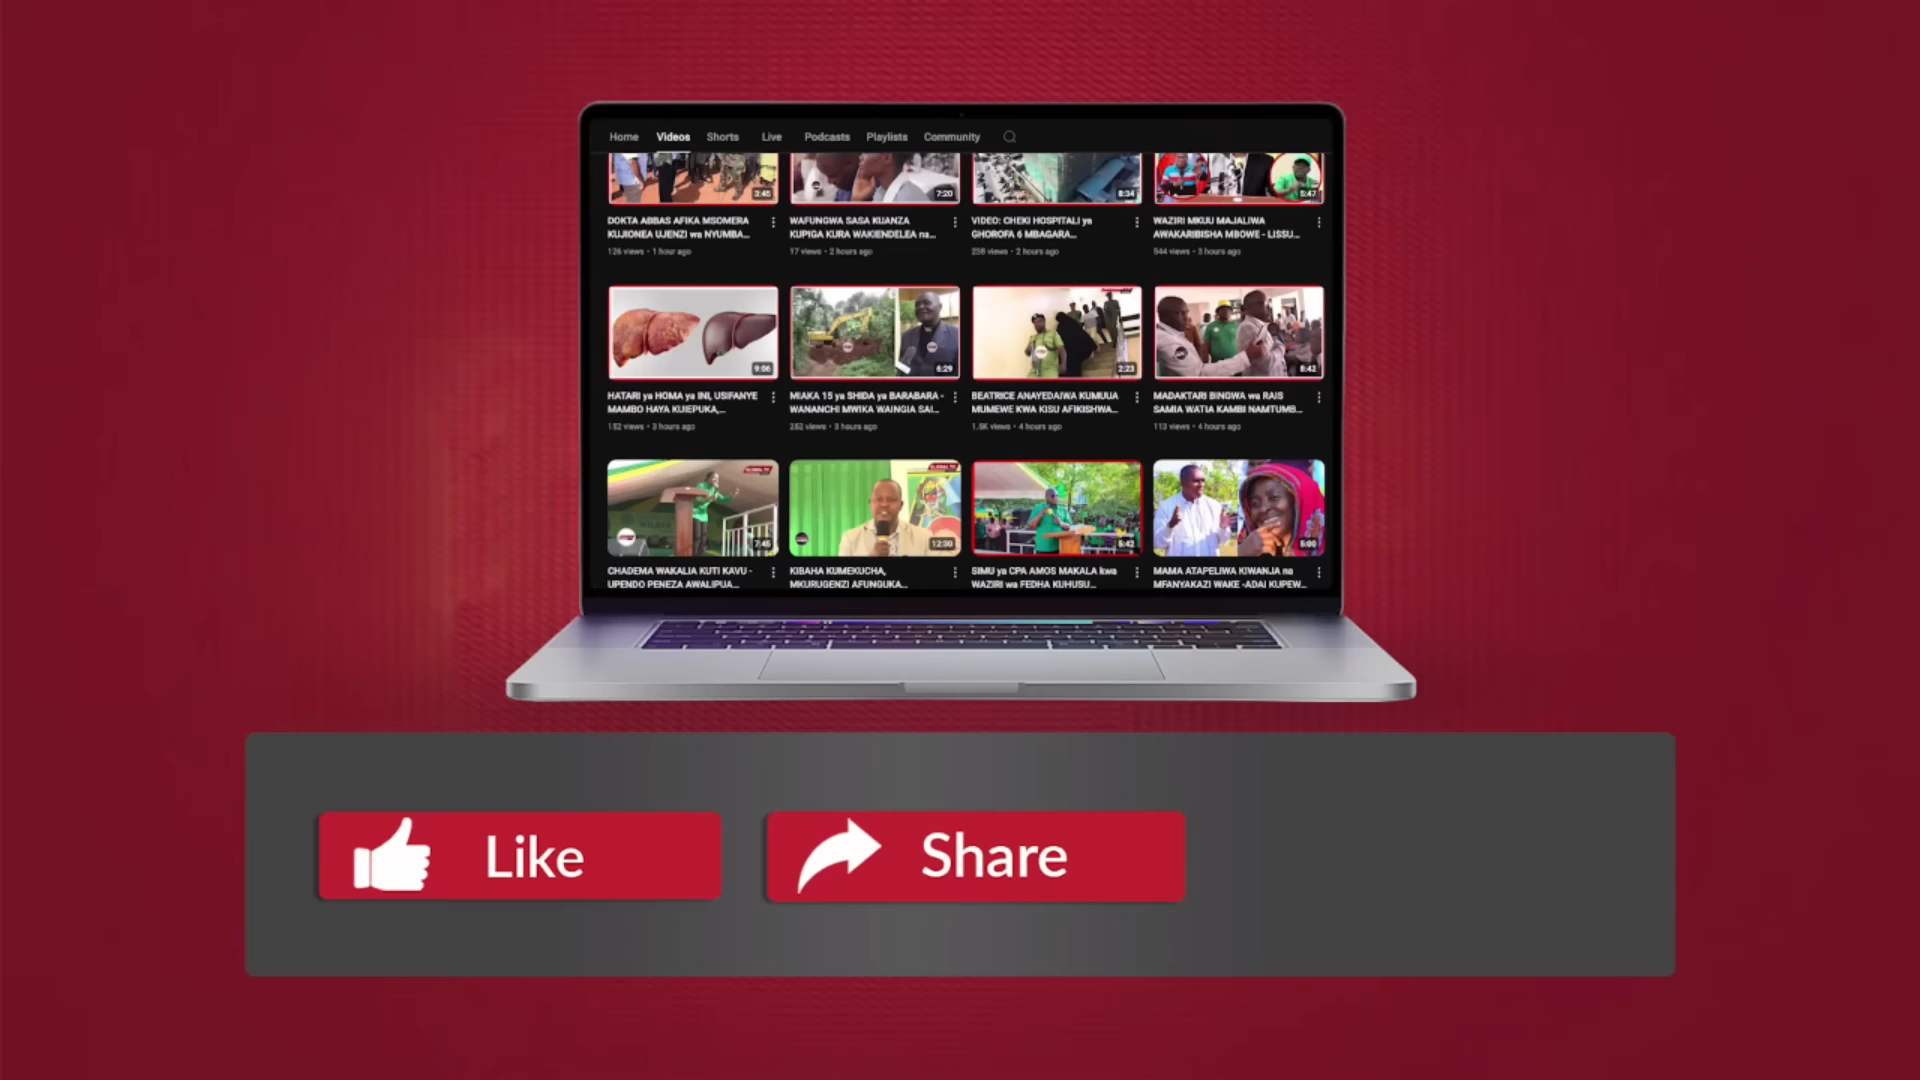 Home Videos Shorts Live Podcasts Playlists Community
3:45
7:20
8:34
5:47
DOKTA ABBAS AFIKA MSOMERA
KUJIONEA UJENZI wa NYUMBA...
126 views • 1 hour ago
WAFUNGWA SASA KUANZA
KUPIGA KURA WAKIENDELEA na...
17 views • 2 hours ago
VIDEO: CHEKI HOSPITALI ya
GHOROFA 6 MBAGARA...
238 views • 2 hours ago
WAZIRI MKUU MAJALIWA
AWAKARIBISHA MBOWE - LISSU...
544 views • 3 hours ago
9:06
6:29
2:23
8:42
HATARI ya HOMA ya INI, USIFANYE
MAMBO HAYA KUIEPUKA,...
152 views • 3 hours ago
MIAKA 15 ya SHIDA ya BARABARA -
WANANCHI MWIKA WAINGIA SAI...
252 views • 3 hours ago
BEATRICE ANAYEDAIWA KUMUUA
MUMEWE KWA KISU AFIKISHWA...
1.5K views • 4 hours ago
MADAKTARI BINGWA wa RAIS
SAMIA WATIA KAMBI NAMTUMB...
113 views • 4 hours ago
GLOBAL TV
7:45
GLOBAL TV
12:30
5:42
5:00
CHADEMA WAKALIA KUTI KAVU -
UPENDO PENEZA AWALIPUA...
KIBAHA KUMEKUCHA,
MKURUGENZI AFUNGUKA...
SIMU ya CPA AMOS MAKALA kwa
WAZIRI wa FEDHA KUHUSU...
MAMA ATAPELIWA KIWANJA na
MFANYAKAZI WAKE -ADAI KUPEW...
Like
Share